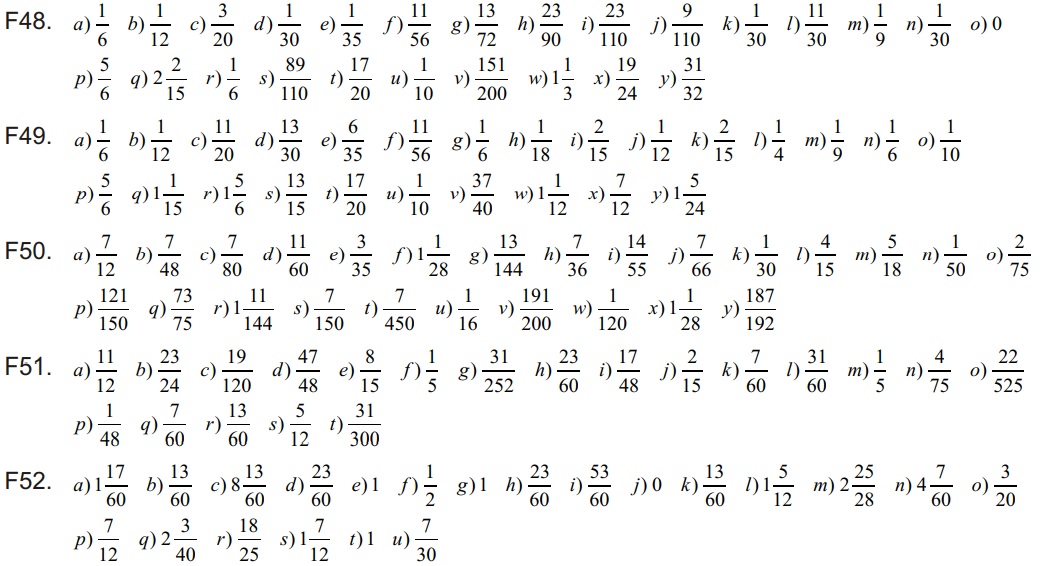 F48. a) 1/6 b) 1/12 c) 3/20 d) 1/30 e) 1/35 f) 11/56 g) 13/72 h) 23/90 i) 23/110 j) 9/110 k) 1/30 l) 11/30 m) 1/9 n) 1/30 o) 0
p) 5/6 q) 2 2/15 r) 1/6 s) 89/110 t) 17/20 u) 1/10 v) 151/200 w) 1 1/3 x) 19/24 y) 31/32
F49. a) 1/6 b) 1/12 c) 11/20 d) 13/30 e) 6/35 f) 11/56 g) 1/6 h) 1/18 i) 2/15 j) 1/12 k) 2/15 l) 1/4 m) 1/9 n) 1/6 o) 1/10
p) 5/6 q) 1 1/15 r) 1 5/6 s) 13/15 t) 17/20 u) 1/10 v) 37/40 w) 1 1/12 x) 7/12 y) 1 5/24
F50. a) 7/12 b) 7/48 c) 7/80 d) 11/60 e) 3/35 f) 1 1/28 g) 13/144 h) 7/36 i) 14/55 j) 7/66 k) 1/30 l) 4/15 m) 5/18 n) 1/50 o) 2/75
p) 121/150 q) 73/75 r) 1 11/144 s) 7/150 t) 7/450 u) 1/16 v) 191/200 w) 1/120 x) 1 1/28 y) 187/192
F51. a) 11/12 b) 23/24 c) 19/120 d) 47/48 e) 8/15 f) 1/5 g) 31/252 h) 23/60 i) 17/48 j) 2/15 k) 7/60 l) 31/60 m) 1/5 n) 4/75 o) 22/525
p) 1/48 q) 7/60 r) 13/60 s) 5/12 t) 31/300
F52. a) 1 17/60 b) 13/60 c) 8 13/60 d) 23/60 e) 1 f) 1/2 g) 1 h) 23/60 i) 53/60 j) 0 k) 13/60 l) 1 5/12 m) 2 25/28 n) 4 7/60 o) 3/20
p) 7/12 q) 2 3/40 r) 18/25 s) 1 7/12 t) 1 u) 7/30